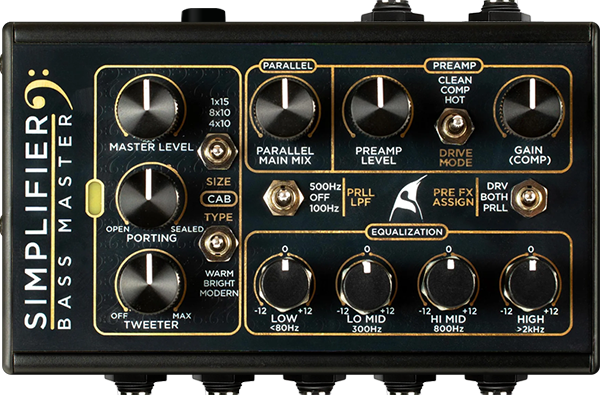 SIMPLIFIER
BASS MASTER
MASTER LEVEL
1x15
8x10
4x10
SIZE
CAB
TYPE
WARM
BRIGHT
MODERN
OPEN
SEALED
PORTING
OFF
MAX
TWEETER
PARALLEL
PARALLEL
MAIN MIX
PREAMP
PREAMP
LEVEL
CLEAN
COMP
HOT
DRIVE
MODE
GAIN
(COMP)
500Hz
OFF
100Hz
PRLL
LPF
PRE FX
ASSIGN
DRV
BOTH
PRLL
EQUALIZATION
0
-12 +12
LOW
<80Hz
0
-12 +12
LO MID
300Hz
0
-12 +12
HI MID
800Hz
0
-12 +12
HIGH
>2kHz